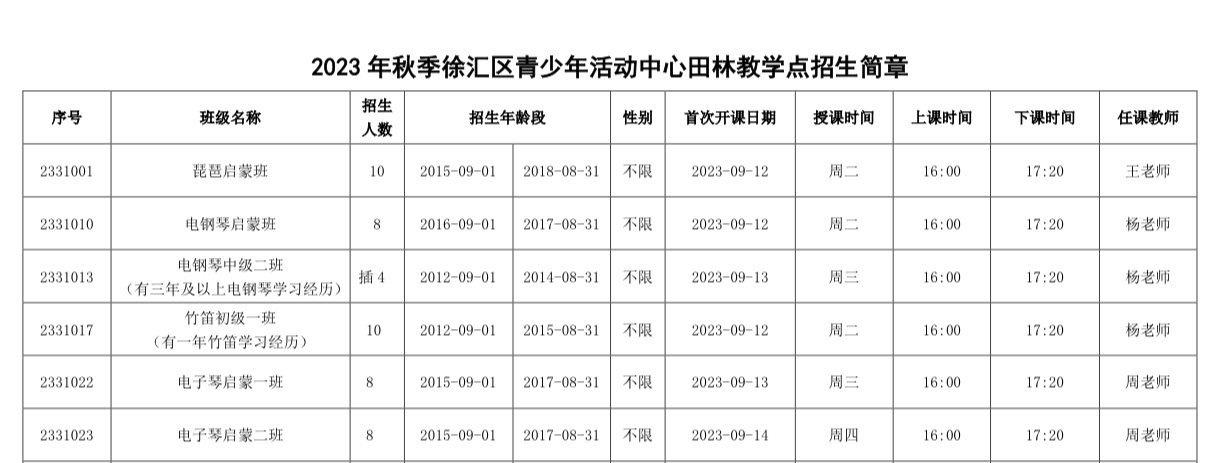 2023 年秋季徐汇区青少年活动中心田林教学点招生简章
序号 班级名称 招生人数 招生年龄段 性别 首次开课日期 授课时间 上课时间 下课时间 任课教师
2331001 琵琶启蒙班 10 2015-09-01 2018-08-31 不限 2023-09-12 周二 16:00 17:20 王老师
2331010 电钢琴启蒙班 8 2016-09-01 2017-08-31 不限 2023-09-12 周二 16:00 17:20 杨老师
2331013 电钢琴中级二班 (有三年及以上电钢琴学习经历) 插 4 2012-09-01 2014-08-31 不限 2023-09-13 周三 16:00 17:20 杨老师
2331017 竹笛初级一班 (有一年竹笛学习经历) 10 2012-09-01 2015-08-31 不限 2023-09-12 周二 16:00 17:20 杨老师
2331022 电子琴启蒙一班 8 2015-09-01 2017-08-31 不限 2023-09-13 周三 16:00 17:20 周老师
2331023 电子琴启蒙二班 8 2015-09-01 2017-08-31 不限 2023-09-14 周四 16:00 17:20 周老师